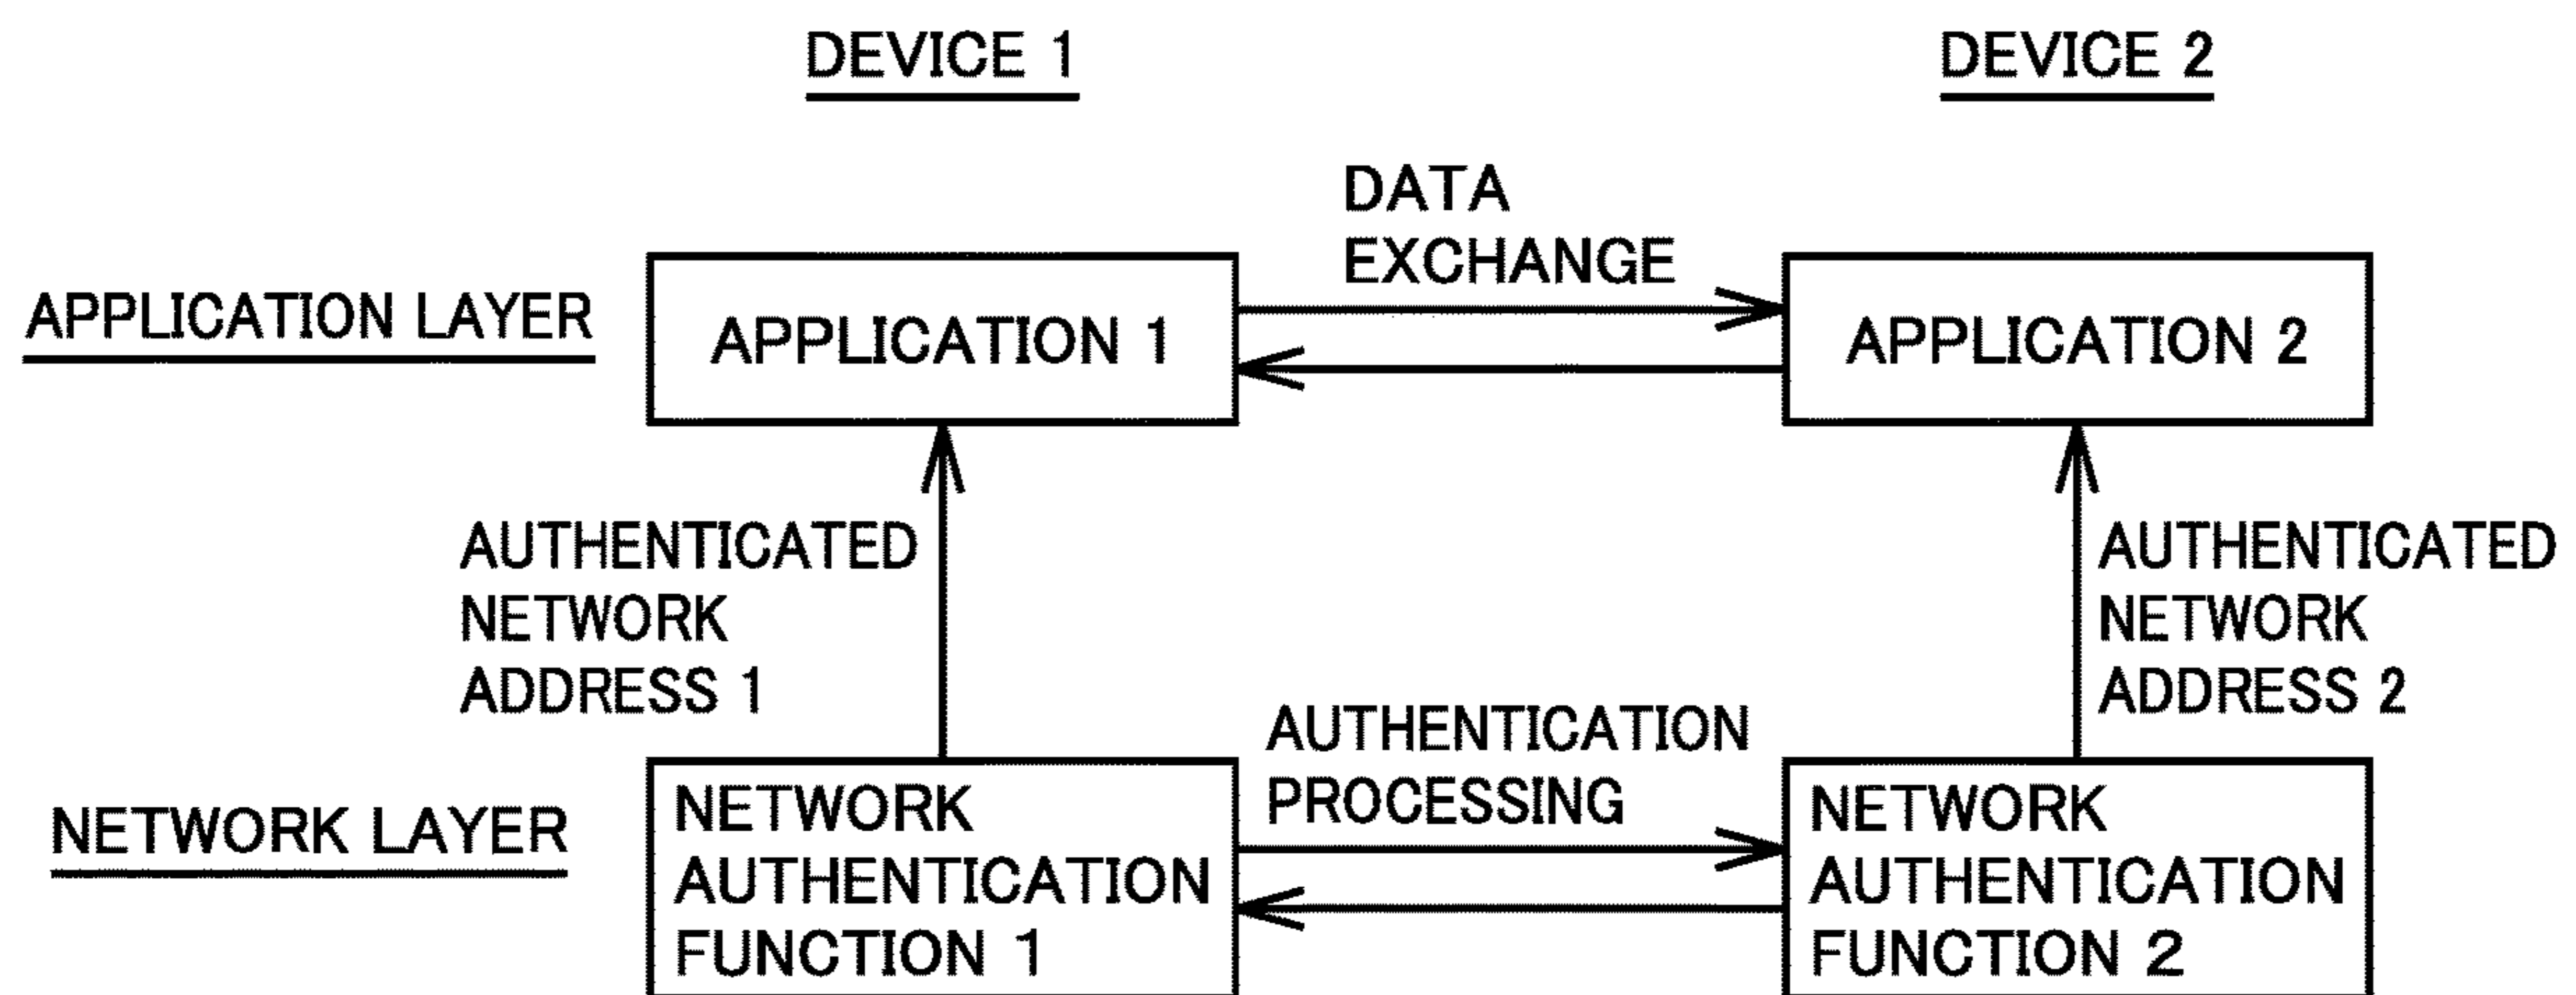 DEVICE 1
DEVICE 2
DATA
EXCHANGE
APPLICATION LAYER
APPLICATION 1
APPLICATION 2
AUTHENTICATED
NETWORK
ADDRESS 1
AUTHENTICATED
NETWORK
ADDRESS 2
AUTHENTICATION
PROCESSING
NETWORK LAYER
NETWORK
AUTHENTICATION
FUNCTION 1
NETWORK
AUTHENTICATION
FUNCTION 2